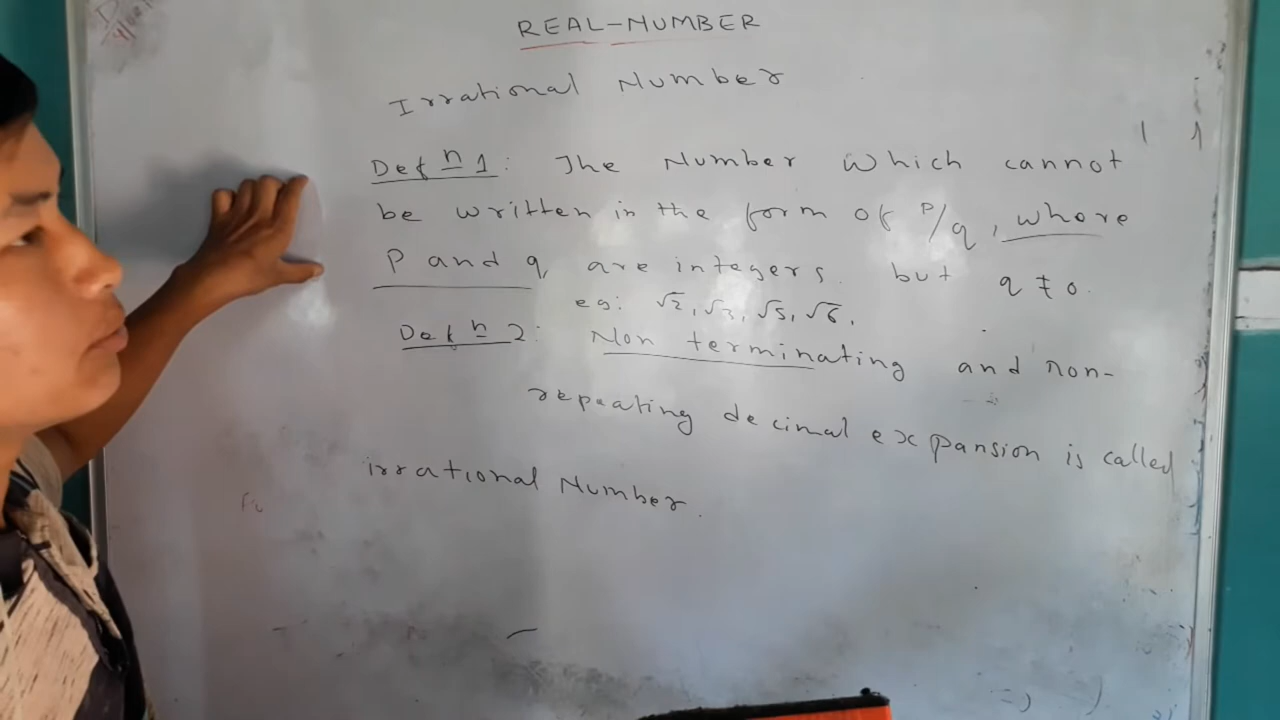 REAL-NUMBER
Irrational Number
Defn 1: The Number Which cannot
be written in the form of P/q, where
P and q are integers but q ≠ 0.
eg: √2, √3, √5, √6,
Defn 2: Non terminating and non-
repeating decimal expansion is called
irrational Number.